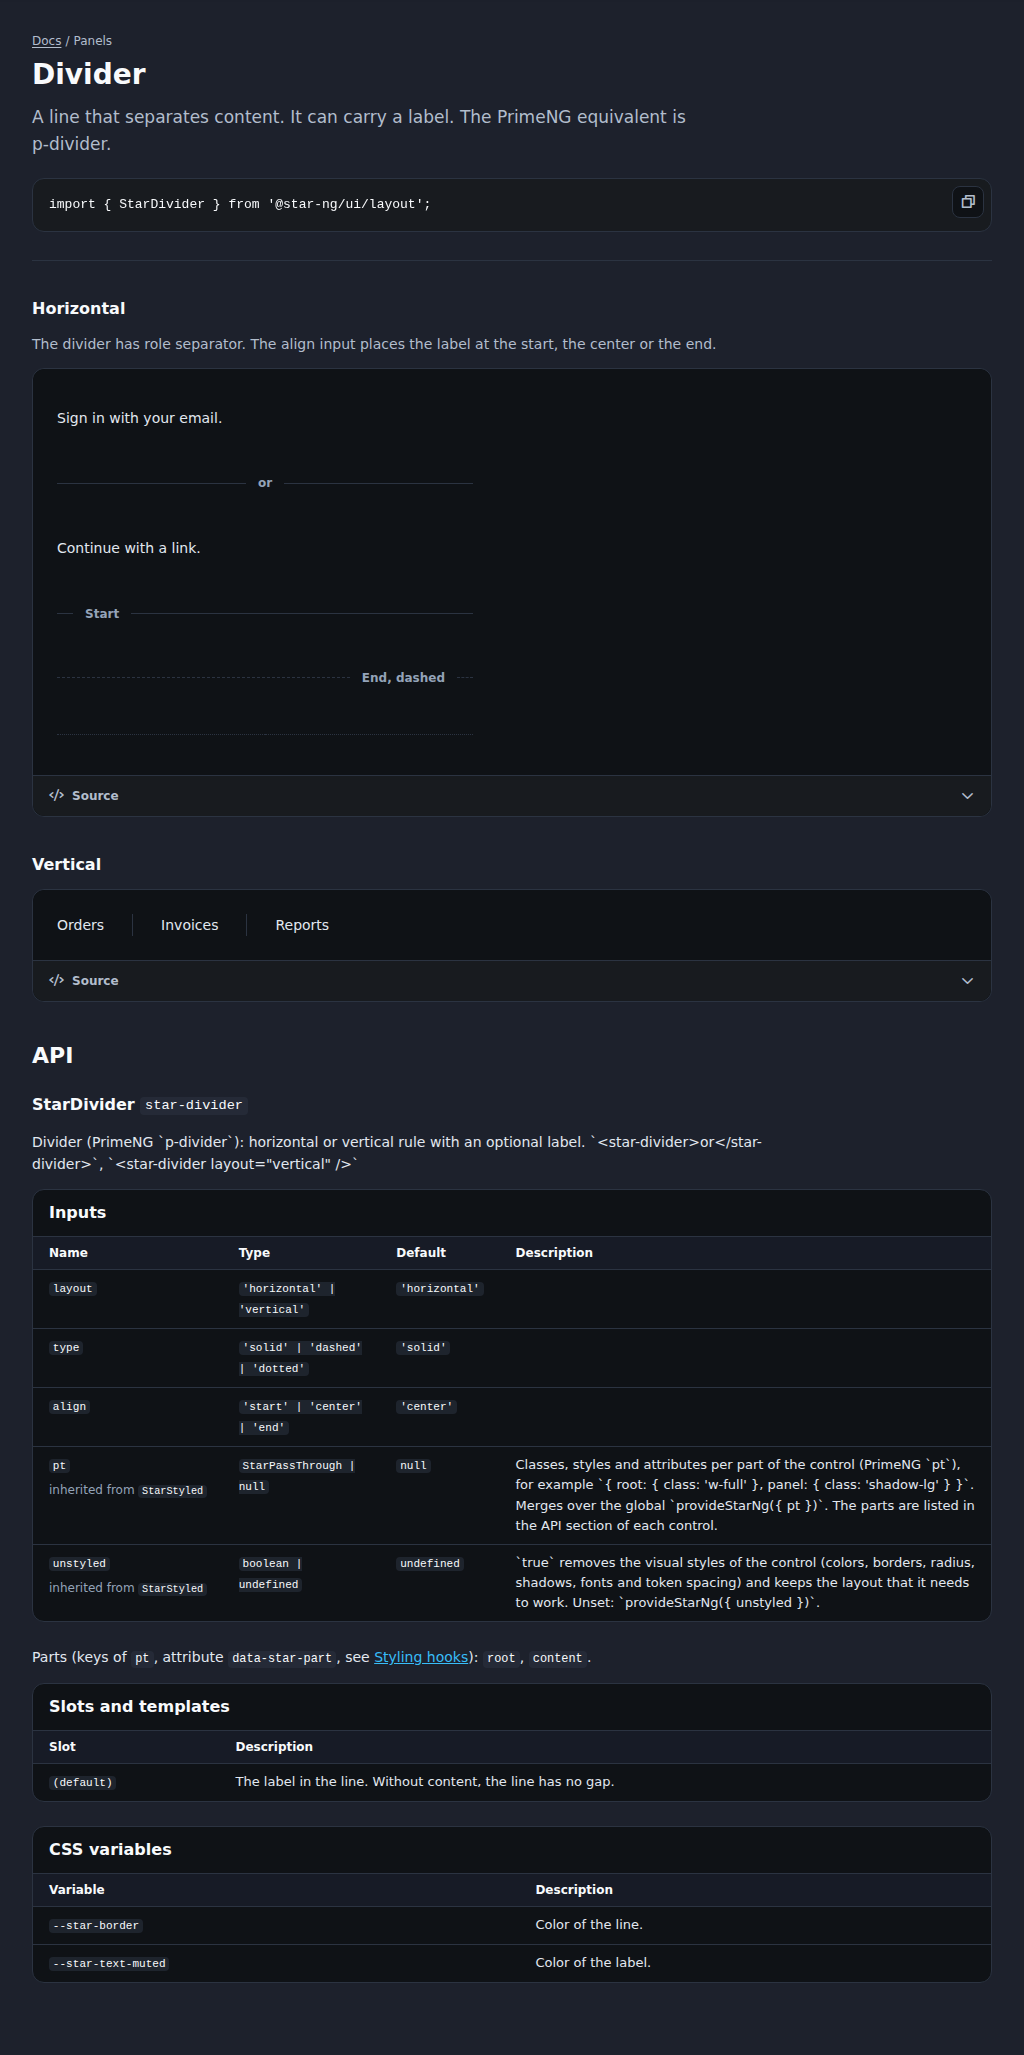 Docs / Panels
Divider
A line that separates content. It can carry a label. The PrimeNG equivalent is
p-divider.
import { StarDivider } from '@star-ng/ui/layout';
Horizontal
The divider has role separator. The align input places the label at the start, the center or the end.
Sign in with your email.
or
Continue with a link.
Start
End, dashed
Source
Vertical
Orders Invoices Reports
Source
API
StarDivider star-divider
Divider (PrimeNG `p-divider`): horizontal or vertical rule with an optional label. `<star-divider>or</star-
divider>`, `<star-divider layout="vertical" />`
Inputs
Name Type Default Description
layout 'horizontal' | 'horizontal'
'vertical'
type 'solid' | 'dashed' 'solid'
| 'dotted'
align 'start' | 'center' 'center'
| 'end'
pt StarPassThrough | null Classes, styles and attributes per part of the control (PrimeNG `pt`),
inherited from StarStyled null for example `{ root: { class: 'w-full' }, panel: { class: 'shadow-lg' } }`.
Merges over the global `provideStarNg({ pt })`. The parts are listed in
the API section of each control.
unstyled boolean | undefined `true` removes the visual styles of the control (colors, borders, radius,
inherited from StarStyled undefined shadows, fonts and token spacing) and keeps the layout that it needs
to work. Unset: `provideStarNg({ unstyled })`.
Parts (keys of pt, attribute data-star-part, see Styling hooks): root, content.
Slots and templates
Slot Description
(default) The label in the line. Without content, the line has no gap.
CSS variables
Variable Description
--star-border Color of the line.
--star-text-muted Color of the label.